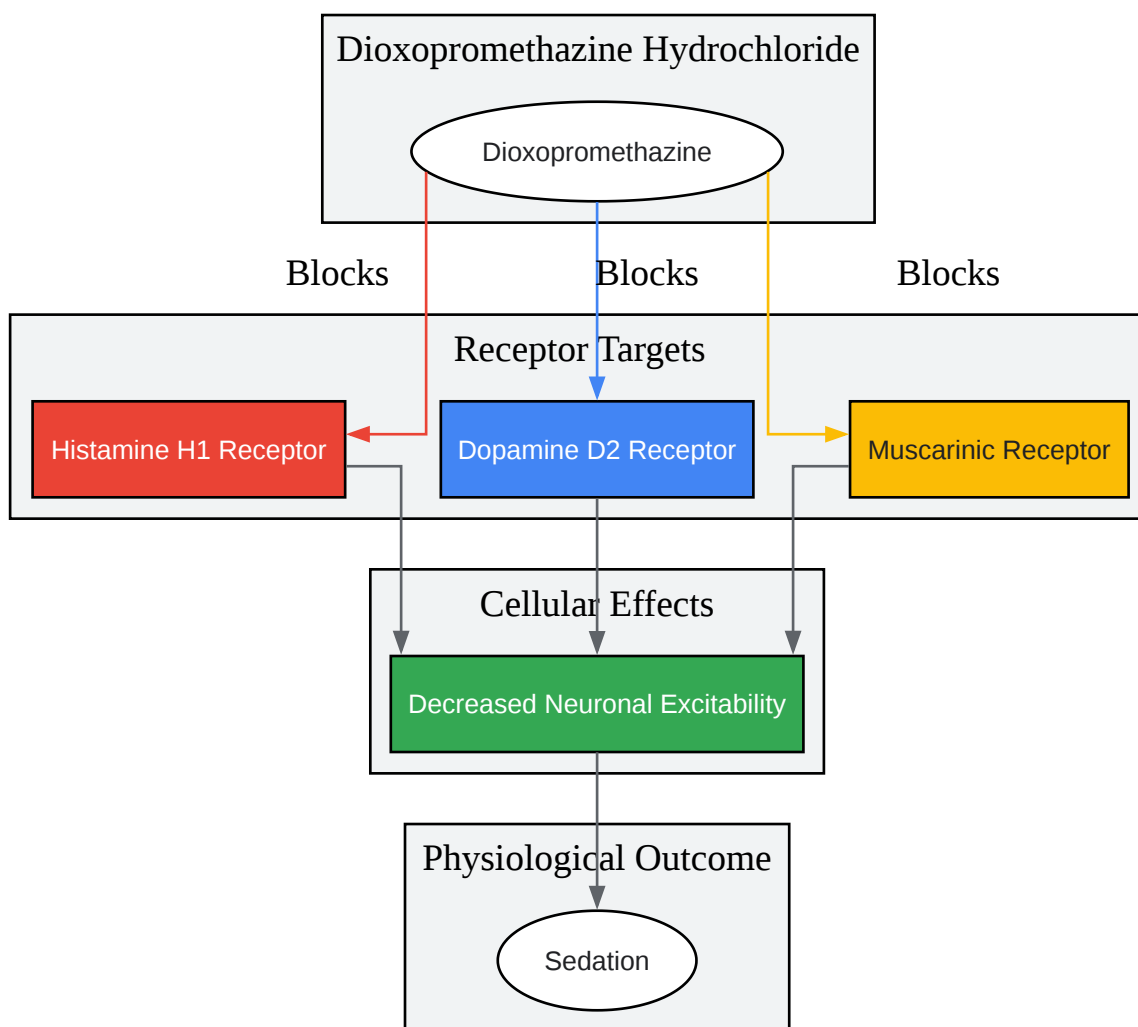 Dioxopromethazine Hydrochloride
Dioxopromethazine
Blocks
Blocks
Blocks
Receptor Targets
Histamine H1 Receptor
Dopamine D2 Receptor
Muscarinic Receptor
Cellular Effects
Decreased Neuronal Excitability
Physiological Outcome
Sedation